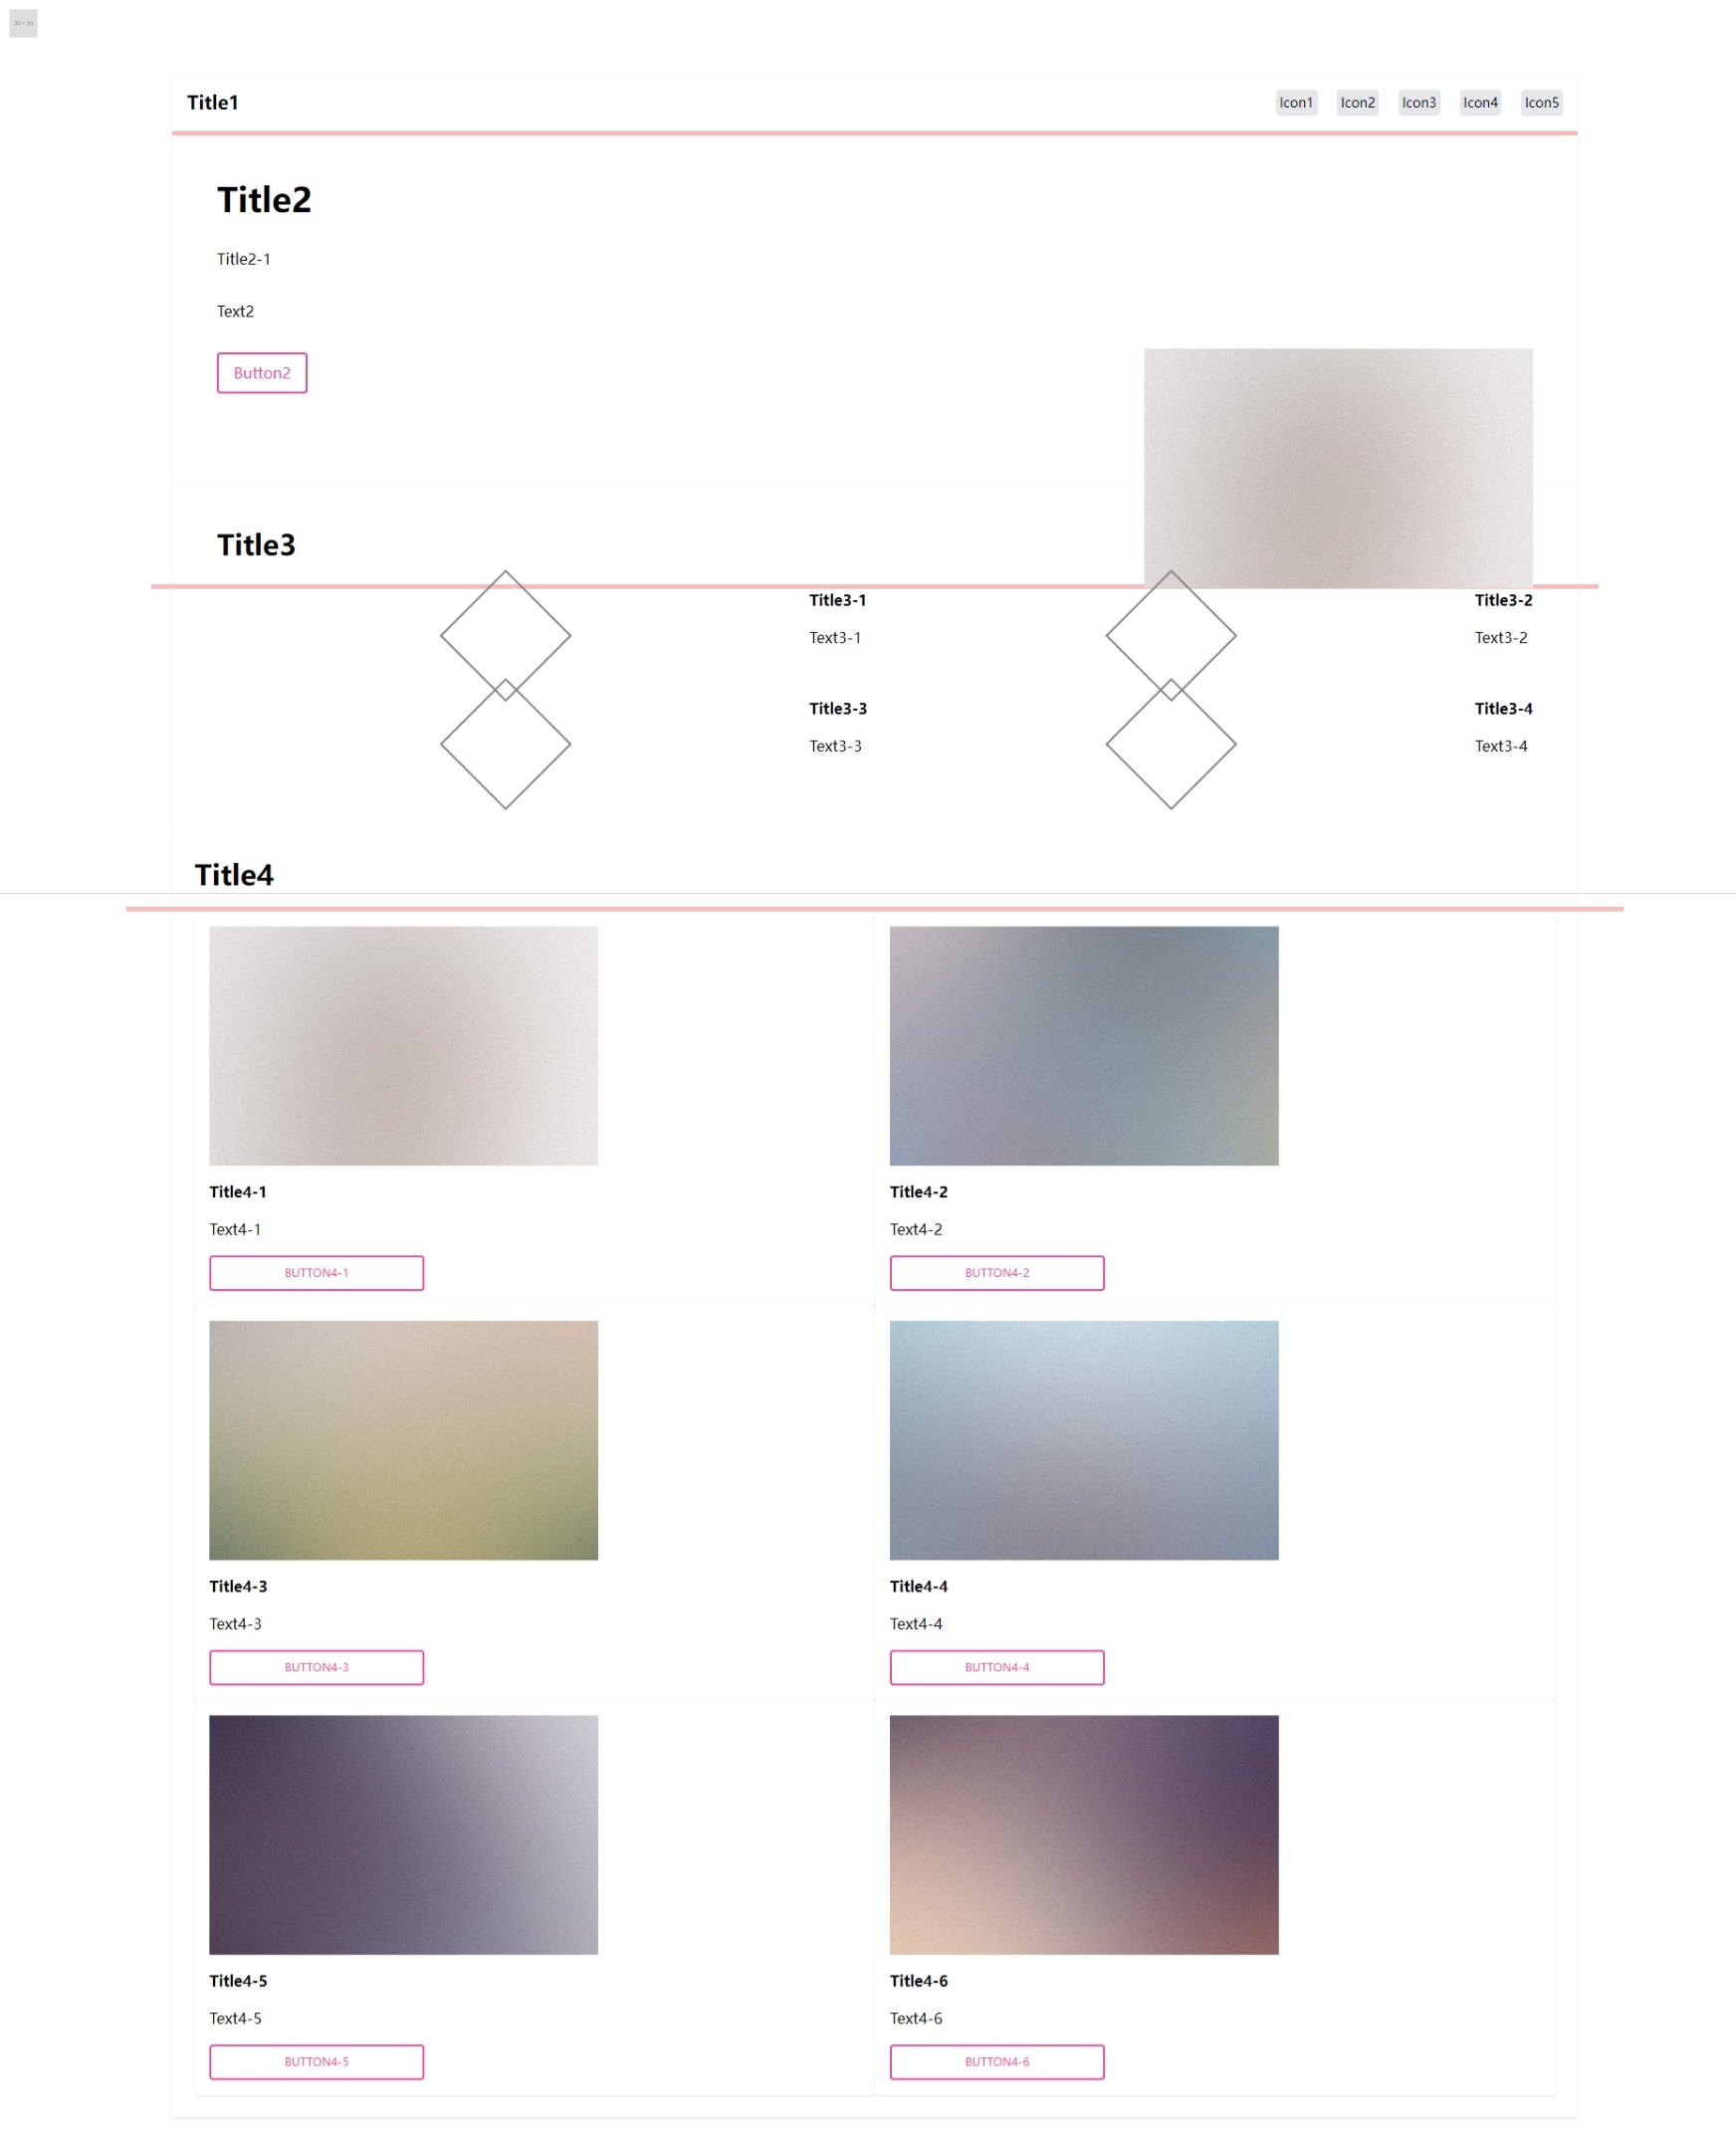 30 × 30
Title1
Icon1 Icon2 Icon3 Icon4 Icon5
Title2
Title2-1
Text2
Button2
Title3
Title3-1
Text3-1
Title3-2
Text3-2
Title3-3
Text3-3
Title3-4
Text3-4
Title4
Title4-1
Text4-1
BUTTON4-1
Title4-2
Text4-2
BUTTON4-2
Title4-3
Text4-3
BUTTON4-3
Title4-4
Text4-4
BUTTON4-4
Title4-5
Text4-5
BUTTON4-5
Title4-6
Text4-6
BUTTON4-6